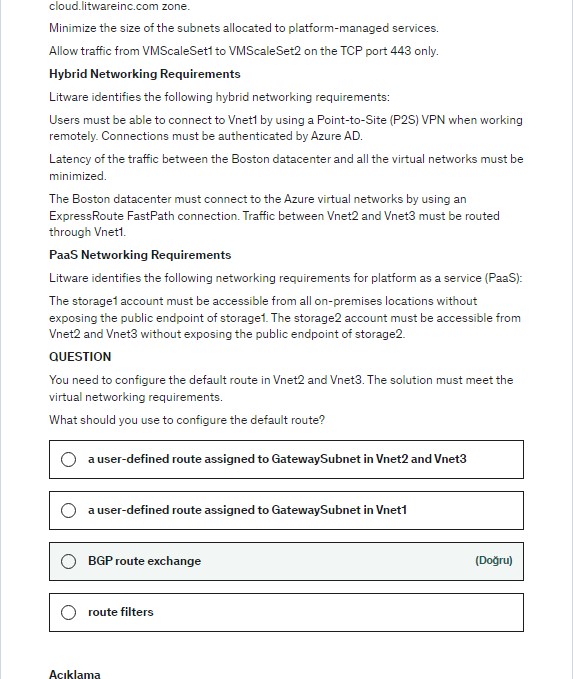 cloud.litwareinc.com zone.
Minimize the size of the subnets allocated to platform-managed services.
Allow traffic from VMScaleSet1 to VMScaleSet2 on the TCP port 443 only.
Hybrid Networking Requirements
Litware identifies the following hybrid networking requirements:
Users must be able to connect to Vnet1 by using a Point-to-Site (P2S) VPN when working
remotely. Connections must be authenticated by Azure AD.
Latency of the traffic between the Boston datacenter and all the virtual networks must be
minimized.
The Boston datacenter must connect to the Azure virtual networks by using an
ExpressRoute FastPath connection. Traffic between Vnet2 and Vnet3 must be routed
through Vnet1.
PaaS Networking Requirements
Litware identifies the following networking requirements for platform as a service (PaaS):
The storage1 account must be accessible from all on-premises locations without
exposing the public endpoint of storage1. The storage2 account must be accessible from
Vnet2 and Vnet3 without exposing the public endpoint of storage2.
QUESTION
You need to configure the default route in Vnet2 and Vnet3. The solution must meet the
virtual networking requirements.
What should you use to configure the default route?
a user-defined route assigned to GatewaySubnet in Vnet2 and Vnet3
a user-defined route assigned to GatewaySubnet in Vnet1
BGP route exchange (Doğru)
route filters
Açıklama